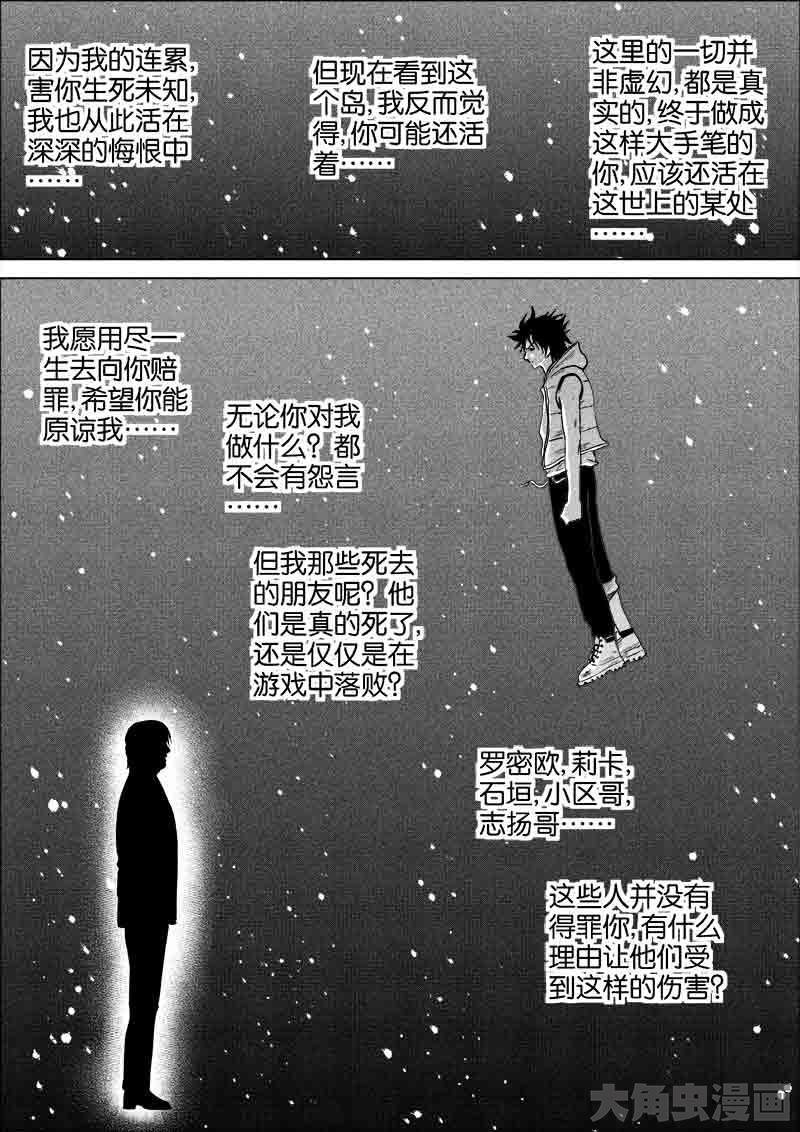 因为我的连累,
害你生死未知,
我也从此活在
深深的悔恨中
……
但现在看到这
个岛,我反而觉
得,你可能还活
着……
这里的一切并
非虚幻,都是真
实的,终于做成
这样大手笔的
你,应该还活在
这世上的某处
……
我愿用尽一
生去向你赔
罪,希望你能
原谅我……
无论你对我
做什么？都
不会有怨言
……
但我那些死去
的朋友呢？他
们是真的死了,
还是仅仅是在
游戏中落败？
罗密欧,莉卡,
石垣,小区哥,
志扬哥……
这些人并没有
得罪你,有什么
理由让他们受
到这样的伤害？
大角虫漫画